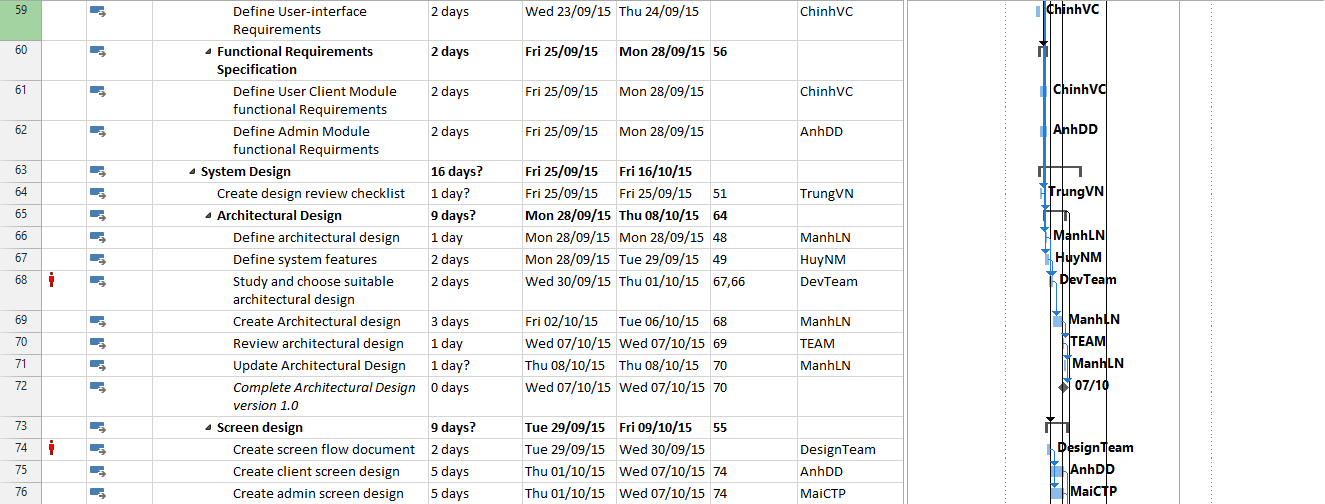 59 Define User-interface 2 days Wed 23/09/15 Thu 24/09/15 ChinhVC ChinhVC
Requirements
60 Functional Requirements 2 days Fri 25/09/15 Mon 28/09/15 56
Specification
61 Define User Client Module 2 days Fri 25/09/15 Mon 28/09/15 ChinhVC ChinhVC
functional Requirements
62 Define Admin Module 2 days Fri 25/09/15 Mon 28/09/15 AnhDD AnhDD
functional Requirments
63 System Design 16 days? Fri 25/09/15 Fri 16/10/15
64 Create design review checklist 1 day? Fri 25/09/15 Fri 25/09/15 51 TrungVN TrungVN
65 Architectural Design 9 days? Mon 28/09/15 Thu 08/10/15 64
66 Define architectural design 1 day Mon 28/09/15 Mon 28/09/15 48 ManhLN ManhLN
67 Define system features 2 days Mon 28/09/15 Tue 29/09/15 49 HuyNM HuyNM
68 Study and choose suitable 2 days Wed 30/09/15 Thu 01/10/15 67,66 DevTeam DevTeam
architectural design
69 Create Architectural design 3 days Fri 02/10/15 Tue 06/10/15 68 ManhLN ManhLN
70 Review architectural design 1 day Wed 07/10/15 Wed 07/10/15 69 TEAM TEAM
71 Update Architectural Design 1 day? Thu 08/10/15 Thu 08/10/15 70 ManhLN ManhLN
72 Complete Architectural Design 0 days Wed 07/10/15 Wed 07/10/15 70 07/10
version 1.0
73 Screen design 9 days? Tue 29/09/15 Fri 09/10/15 55
74 Create screen flow document 2 days Tue 29/09/15 Wed 30/09/15 DesignTeam DesignTeam
75 Create client screen design 5 days Thu 01/10/15 Wed 07/10/15 74 AnhDD AnhDD
76 Create admin screen design 5 days Thu 01/10/15 Wed 07/10/15 74 MaiCTP MaiCTP